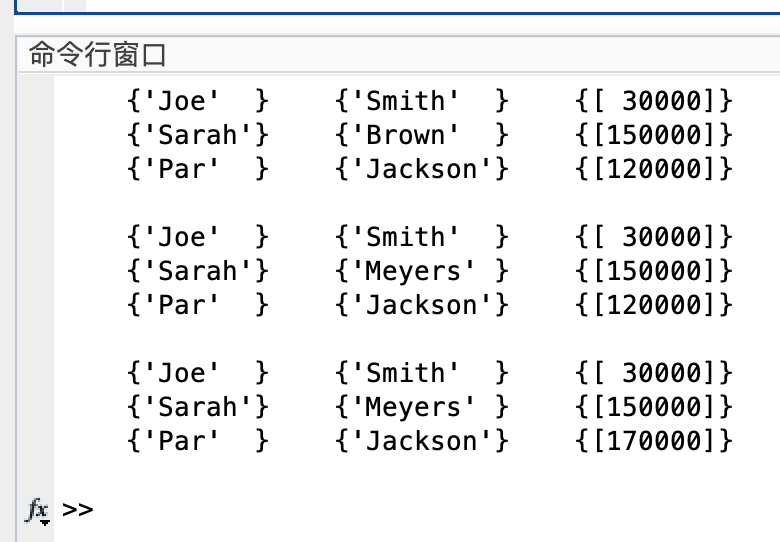 命令行窗口
{'Joe'  }    {'Smith'  }    {[ 30000]}
{'Sarah'}    {'Brown'  }    {[150000]}
{'Par'  }    {'Jackson'}    {[120000]}
{'Joe'  }    {'Smith'  }    {[ 30000]}
{'Sarah'}    {'Meyers' }    {[150000]}
{'Par'  }    {'Jackson'}    {[120000]}
{'Joe'  }    {'Smith'  }    {[ 30000]}
{'Sarah'}    {'Meyers' }    {[150000]}
{'Par'  }    {'Jackson'}    {[170000]}
fx >>